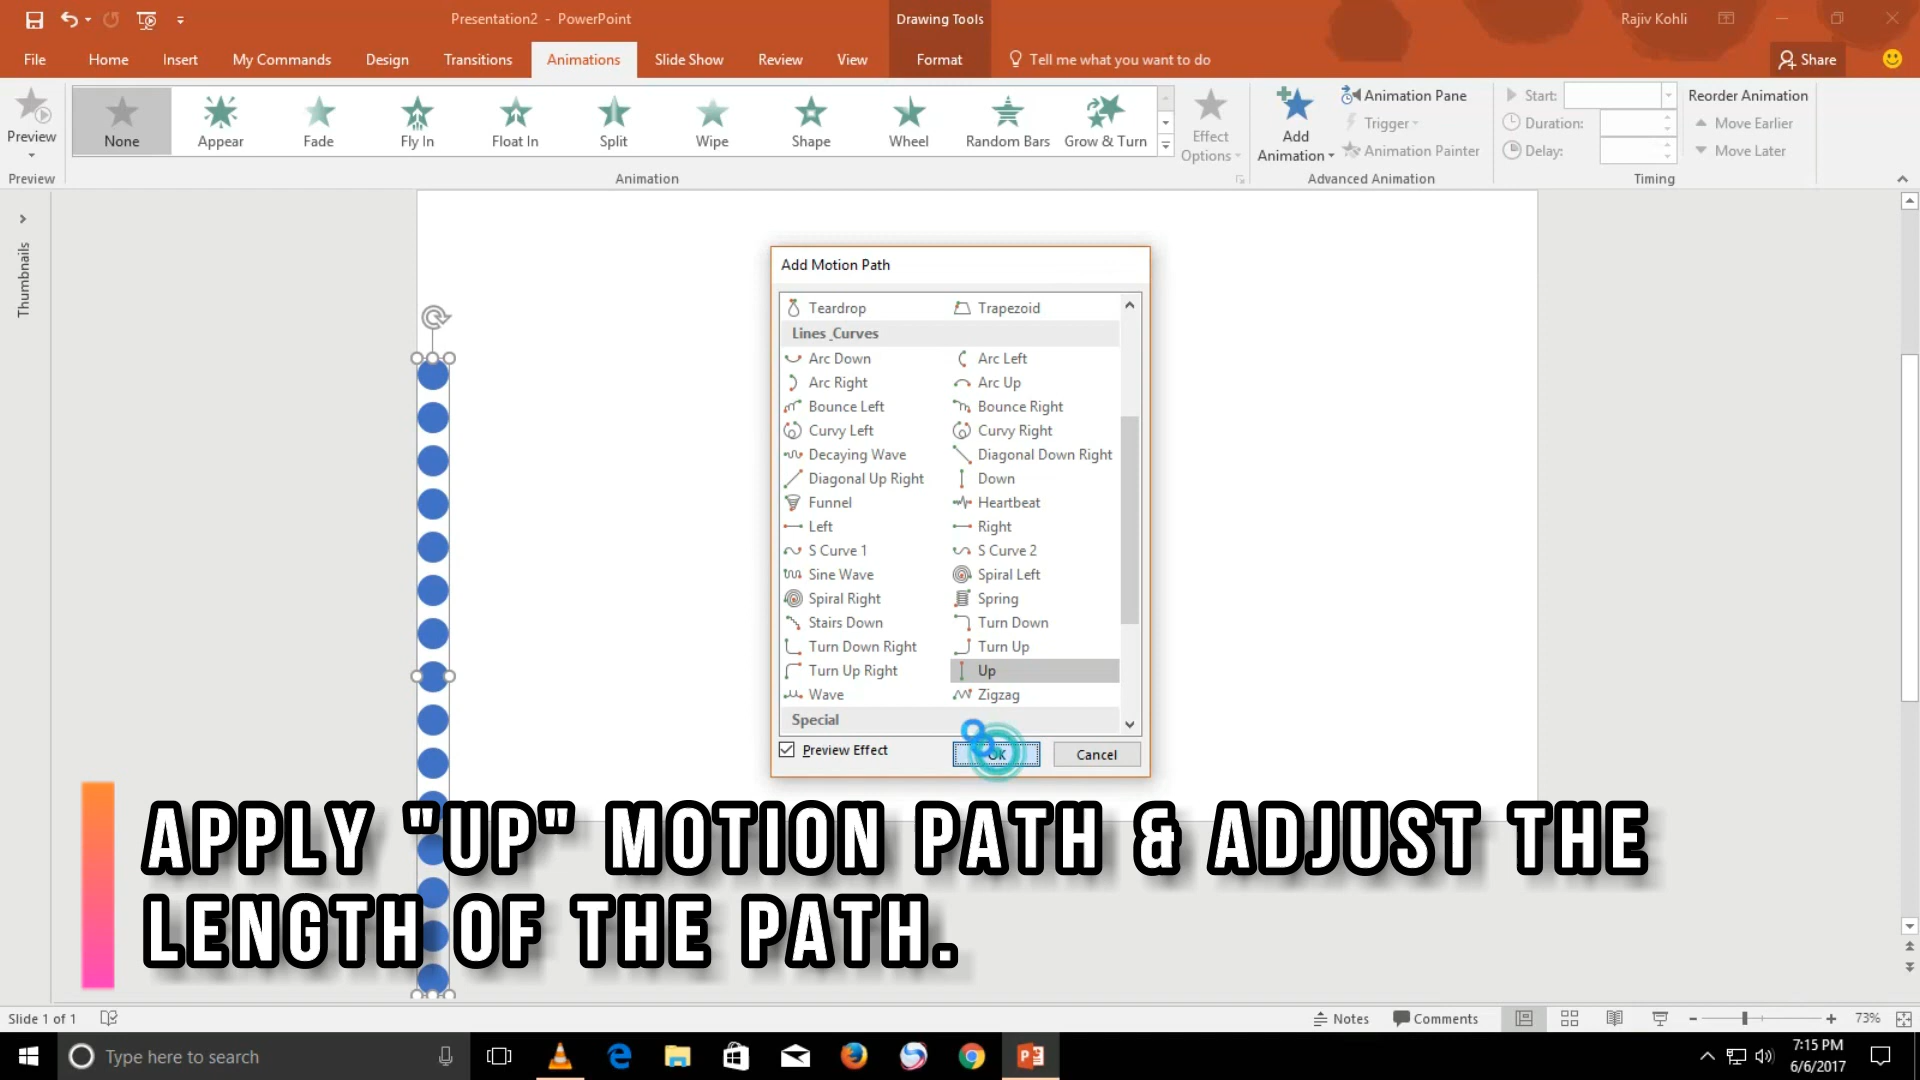 Presentation2 - PowerPoint
Drawing Tools
Rajiv Kohli
File
Home
Insert
My Commands
Design
Transitions
Animations
Slide Show
Review
View
Format
Tell me what you want to do
Share
Preview
Preview
None
Appear
Fade
Fly In
Float In
Split
Wipe
Shape
Wheel
Random Bars
Grow & Turn
Animation
Effect
Options
Add
Animation
Animation Pane
Trigger
Animation Painter
Advanced Animation
Start:
Duration:
Delay:
Reorder Animation
Move Earlier
Move Later
Timing
Thumbnails
Add Motion Path
Teardrop
Trapezoid
Lines_Curves
Arc Down
Arc Left
Arc Right
Arc Up
Bounce Left
Bounce Right
Curvy Left
Curvy Right
Decaying Wave
Diagonal Down Right
Diagonal Up Right
Down
Funnel
Heartbeat
Left
Right
S Curve 1
S Curve 2
Sine Wave
Spiral Left
Spiral Right
Spring
Stairs Down
Turn Down
Turn Down Right
Turn Up
Turn Up Right
Up
Wave
Zigzag
Special
Preview Effect
OK
Cancel
APPLY "UP" MOTION PATH & ADJUST THE
LENGTH OF THE PATH.
Slide 1 of 1
Notes
Comments
73%
Type here to search
7:15 PM
6/6/2017